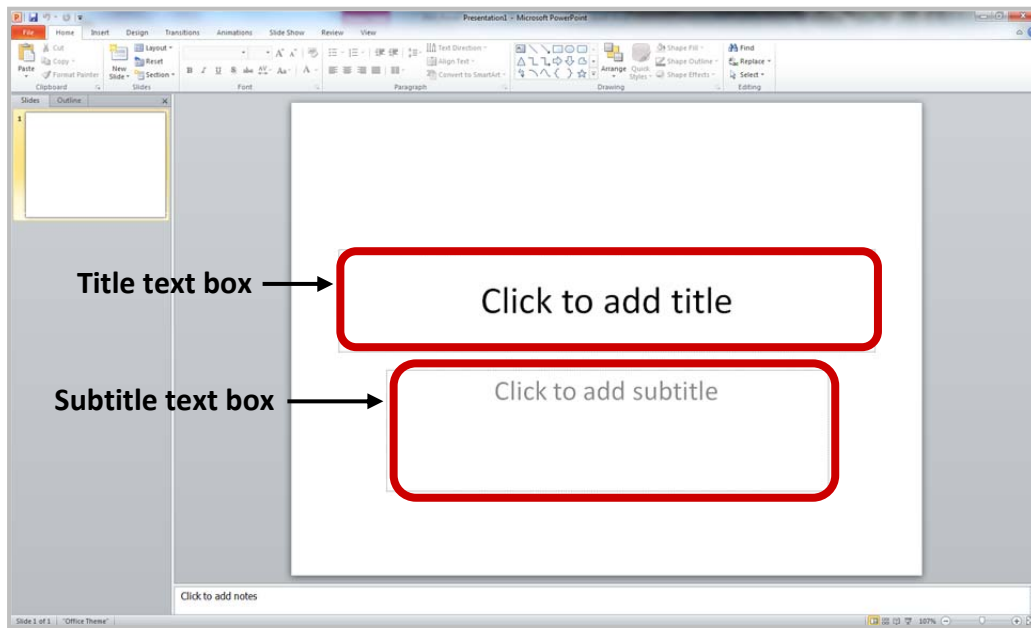 Presentation1 - Microsoft PowerPoint
File Home Insert Design Transitions Animations Slide Show Review View
Paste
Cut
Copy
Format Painter
Clipboard
New Slide
Layout
Reset
Section
Slides
B I U S abc AV Aa A
Font
Paragraph
Text Direction
Align Text
Convert to SmartArt
Arrange
Quick Styles
Shape Fill
Shape Outline
Shape Effects
Drawing
Find
Replace
Select
Editing
Slides Outline
1
Title text box
Click to add title
Subtitle text box
Click to add subtitle
Click to add notes
Slide 1 of 1 "Office Theme" 107%